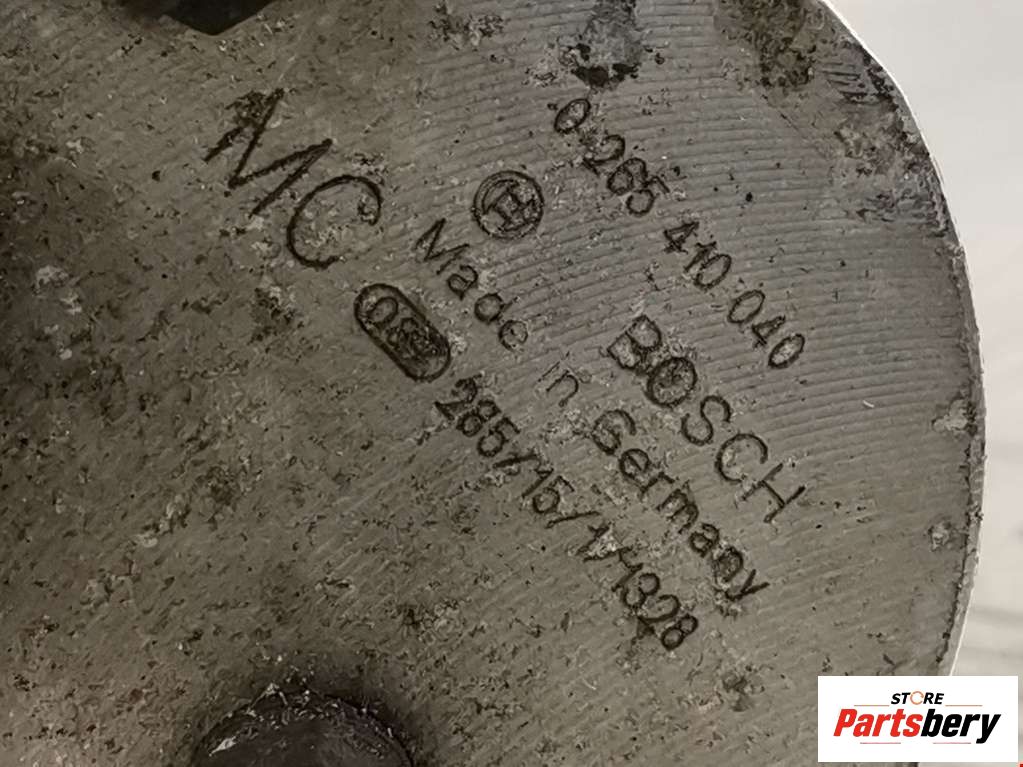 0 265 410 040
BOSCH
Made in Germany
285/15/1/1328
MC
STORE
Partsbery